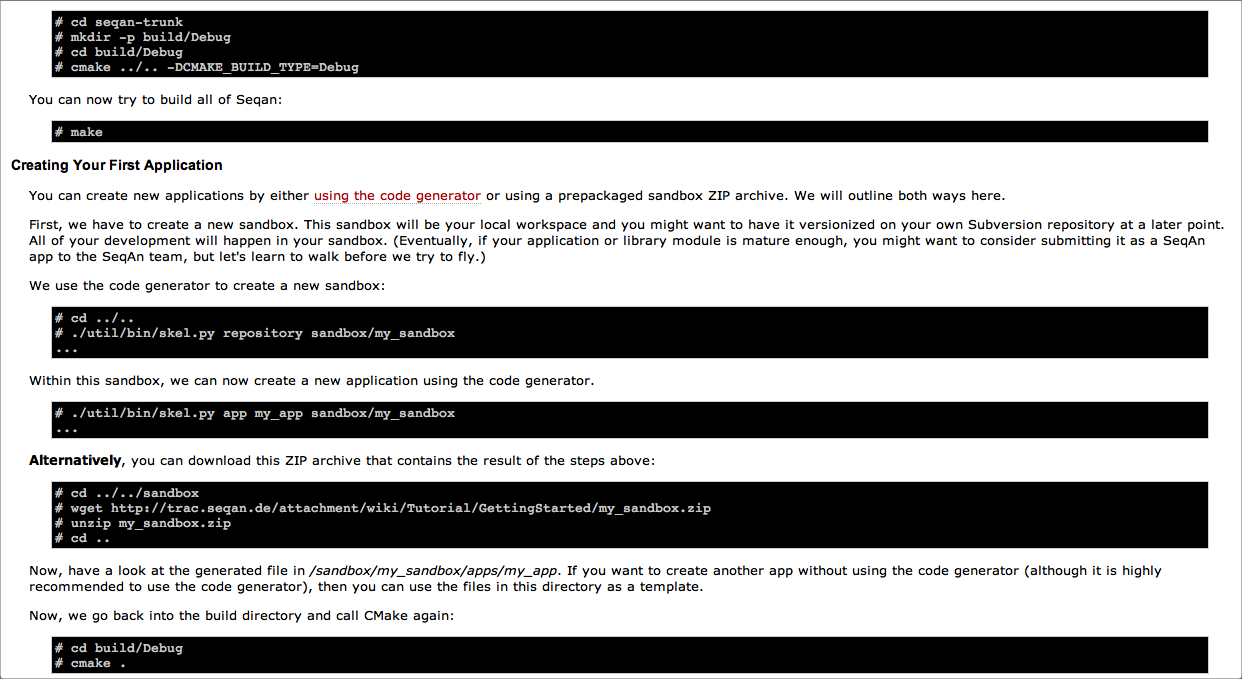 # cd seqan-trunk
# mkdir -p build/Debug
# cd build/Debug
# cmake ../.. -DCMAKE_BUILD_TYPE=Debug
You can now try to build all of Seqan:
# make
Creating Your First Application
You can create new applications by either using the code generator or using a prepackaged sandbox ZIP archive. We will outline both ways here.
First, we have to create a new sandbox. This sandbox will be your local workspace and you might want to have it versionized on your own Subversion repository at a later point.
All of your development will happen in your sandbox. (Eventually, if your application or library module is mature enough, you might want to consider submitting it as a SeqAn
app to the SeqAn team, but let's learn to walk before we try to fly.)
We use the code generator to create a new sandbox:
# cd ../..
# ./util/bin/skel.py repository sandbox/my_sandbox
...
Within this sandbox, we can now create a new application using the code generator.
# ./util/bin/skel.py app my_app sandbox/my_sandbox
...
Alternatively, you can download this ZIP archive that contains the result of the steps above:
# cd ../../sandbox
# wget http://trac.seqan.de/attachment/wiki/Tutorial/GettingStarted/my_sandbox.zip
# unzip my_sandbox.zip
# cd ..
Now, have a look at the generated file in /sandbox/my_sandbox/apps/my_app. If you want to create another app without using the code generator (although it is highly
recommended to use the code generator), then you can use the files in this directory as a template.
Now, we go back into the build directory and call CMake again:
# cd build/Debug
# cmake .